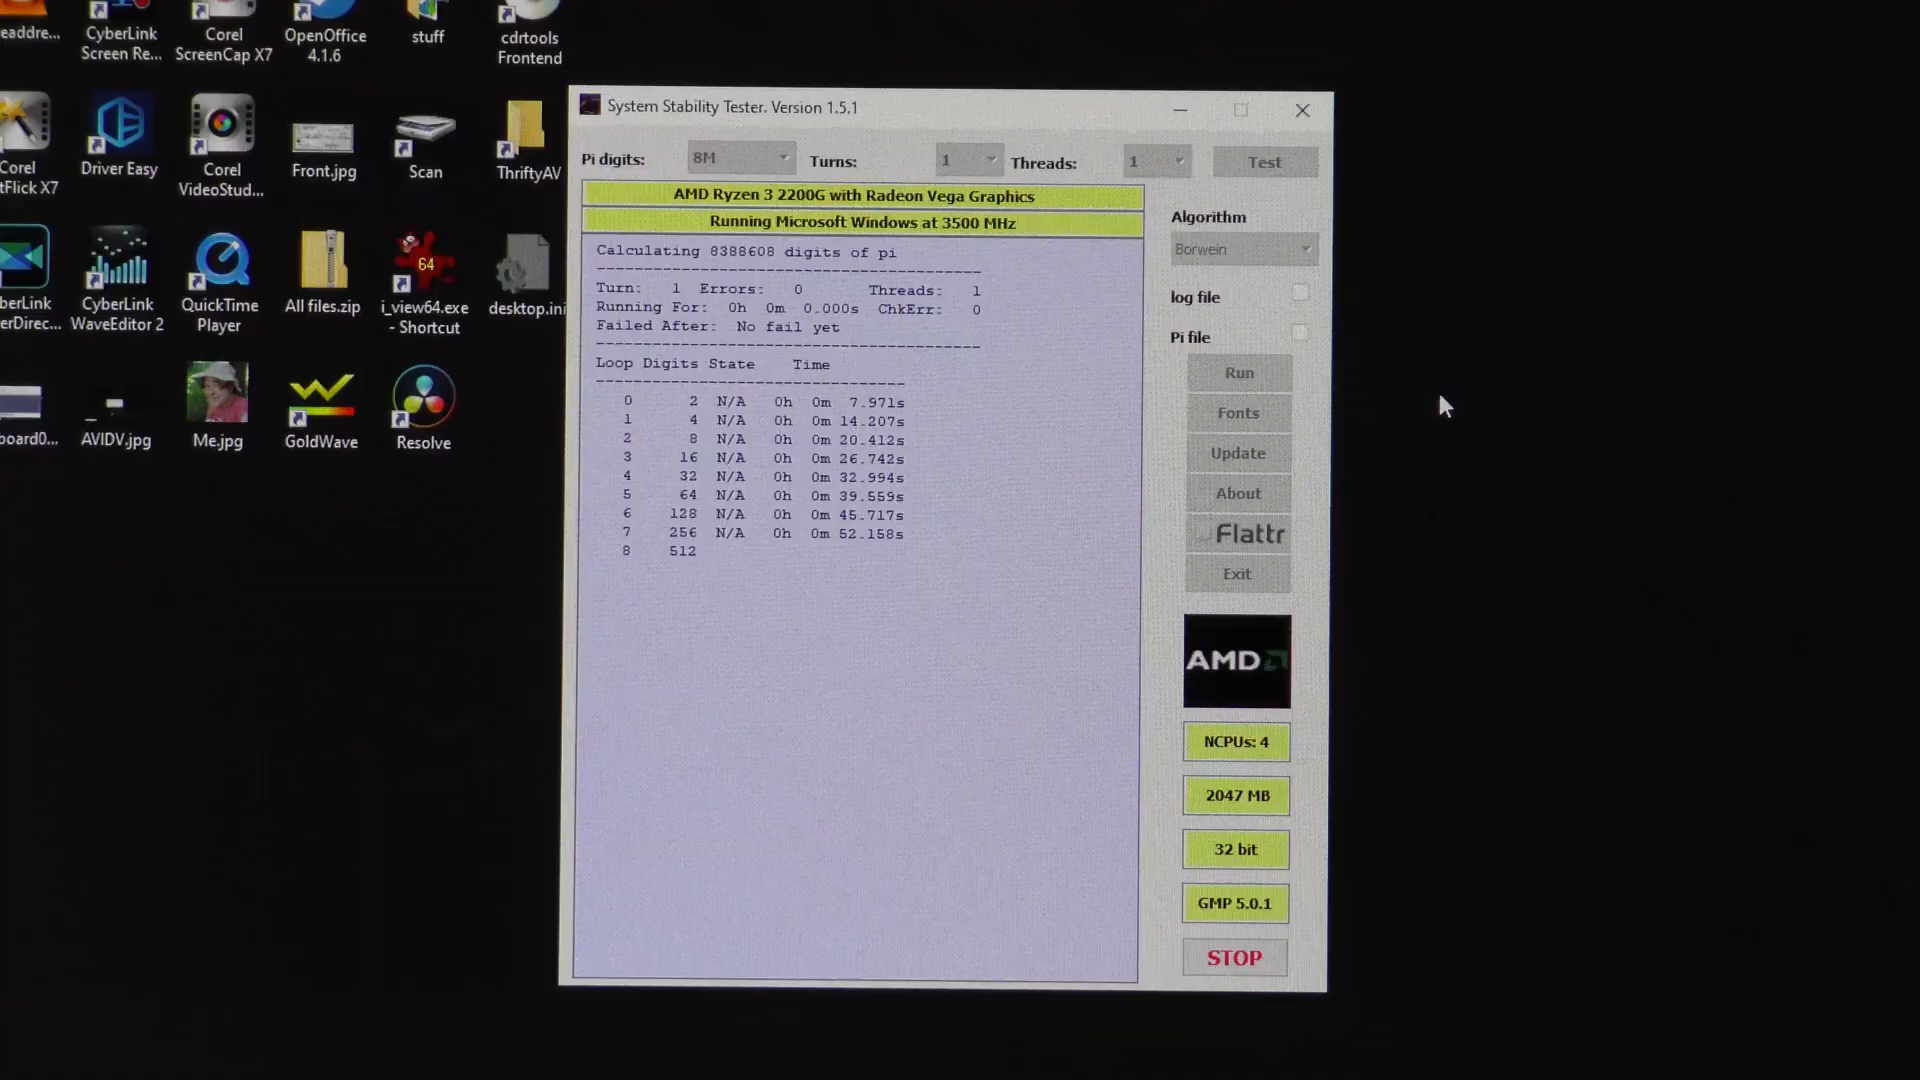 eaddre...
CyberLink
Screen Re...
Corel
ScreenCap X7
OpenOffice
4.1.6
stuff
cdrtools
Frontend
Corel
tFlick X7
Driver Easy
Corel
VideoStud...
Front.jpg
Scan
ThriftyAV
berLink
erDirec...
CyberLink
WaveEditor 2
QuickTime
Player
All files.zip
64
i_view64.exe
- Shortcut
desktop.ini
board0...
AVIDV.jpg
Me.jpg
GoldWave
Resolve
System Stability Tester. Version 1.5.1
Pi digits: 8M Turns: 1 Threads: 1 Test
AMD Ryzen 3 2200G with Radeon Vega Graphics
Running Microsoft Windows at 3500 MHz
Calculating 8388608 digits of pi
-----------------------------------------
Turn: 1 Errors: 0 Threads: 1
Running For: 0h 0m 0.000s ChkErr: 0
Failed After: No fail yet
-----------------------------------------
Loop Digits State Time
---------------------------------
0 2 N/A 0h 0m 7.971s
1 4 N/A 0h 0m 14.207s
2 8 N/A 0h 0m 20.412s
3 16 N/A 0h 0m 26.742s
4 32 N/A 0h 0m 32.994s
5 64 N/A 0h 0m 39.559s
6 128 N/A 0h 0m 45.717s
7 256 N/A 0h 0m 52.158s
8 512
Algorithm
Borwein
log file
Pi file
Run
Fonts
Update
About
Flattr
Exit
AMD
NCPUs: 4
2047 MB
32 bit
GMP 5.0.1
STOP